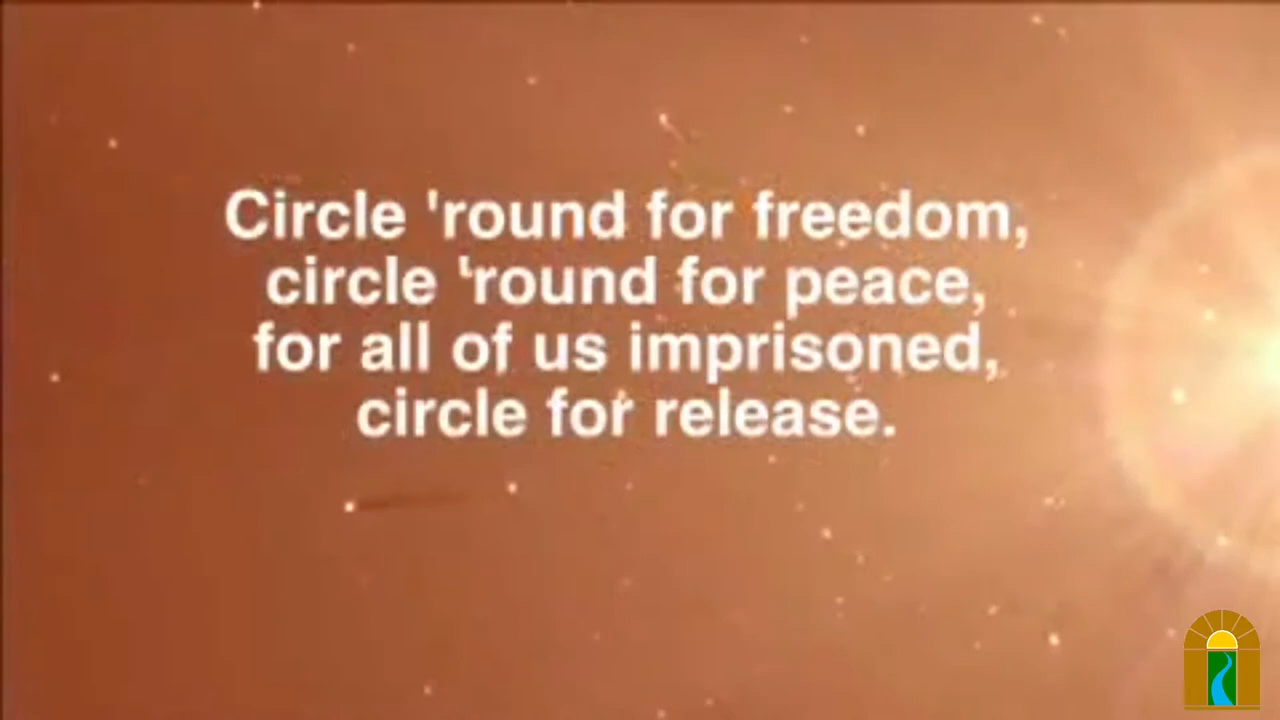 Circle 'round for freedom,
circle 'round for peace,
for all of us imprisoned,
circle for release.